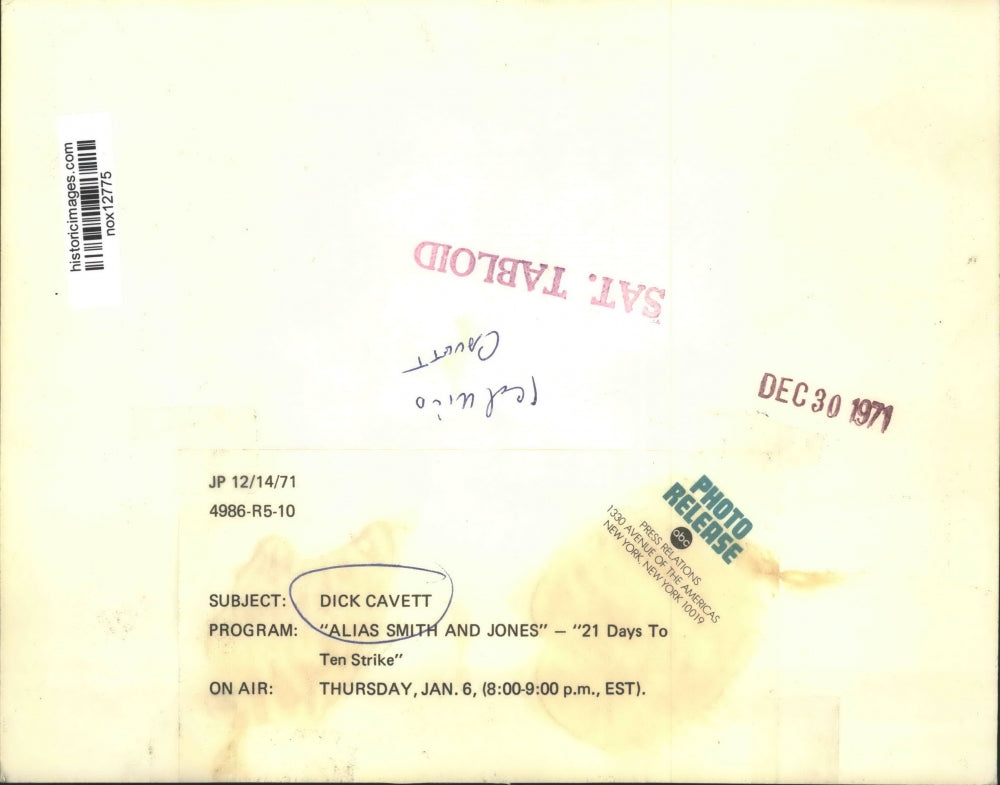 historicimages.com
nox12775
SAT. TABLOID
CAVETT
DEC 30 1971
JP 12/14/71
4986-R5-10
PHOTO
RELEASE
abc
PRESS RELATIONS
1330 AVENUE OF THE AMERICAS
NEW YORK, NEW YORK 10019
SUBJECT: DICK CAVETT
PROGRAM: "ALIAS SMITH AND JONES" – "21 Days To
Ten Strike"
ON AIR: THURSDAY, JAN. 6, (8:00-9:00 p.m., EST).